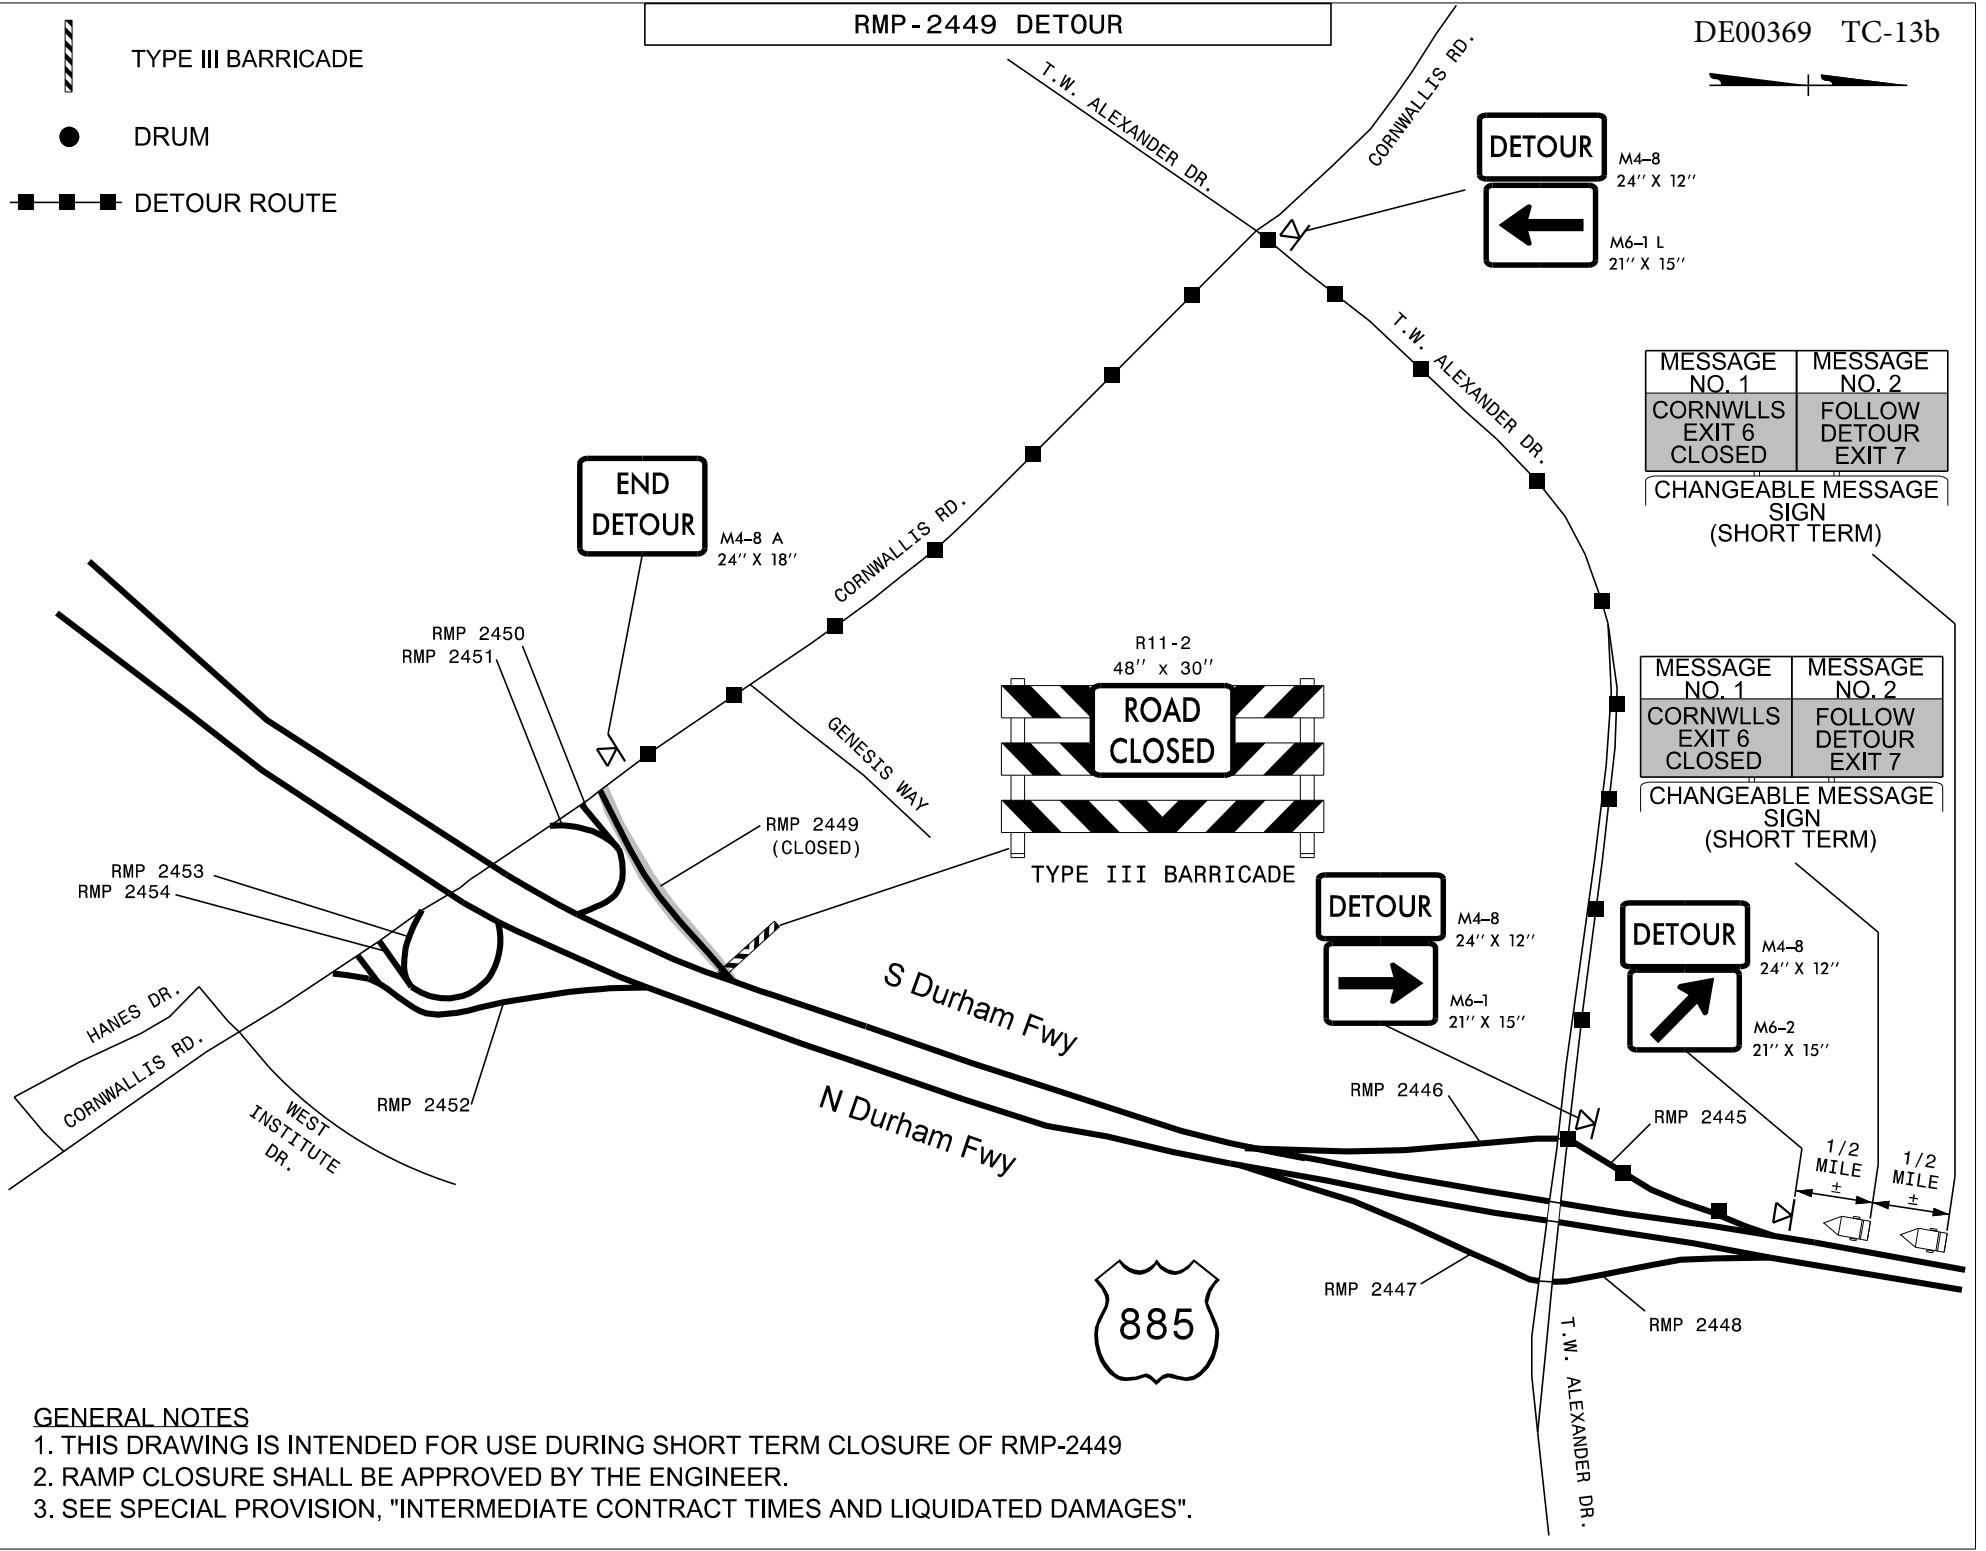 RMP-2449 DETOUR
DE00369 TC-13b
TYPE III BARRICADE
DRUM
DETOUR ROUTE
T.W. ALEXANDER DR.
CORNWALLIS RD.
DETOUR
M4-8
24'' X 12''
M6-1 L
21'' X 15''
T.W. ALEXANDER DR.
MESSAGE
NO. 1
MESSAGE
NO. 2
CORNWLLS
EXIT 6
CLOSED
FOLLOW
DETOUR
EXIT 7
CHANGEABLE MESSAGE
SIGN
(SHORT TERM)
END
DETOUR
M4-8 A
24'' X 18''
CORNWALLIS RD.
RMP 2450
RMP 2451
GENESIS WAY
R11-2
48'' x 30''
ROAD
CLOSED
TYPE III BARRICADE
MESSAGE
NO. 1
MESSAGE
NO. 2
CORNWLLS
EXIT 6
CLOSED
FOLLOW
DETOUR
EXIT 7
CHANGEABLE MESSAGE
SIGN
(SHORT TERM)
RMP 2449
(CLOSED)
RMP 2453
RMP 2454
DETOUR
M4-8
24'' X 12''
M6-1
21'' X 15''
DETOUR
M4-8
24'' X 12''
M6-2
21'' X 15''
S Durham Fwy
N Durham Fwy
HANES DR.
CORNWALLIS RD.
WEST
INSTITUTE
DR.
RMP 2452
RMP 2446
RMP 2445
1/2
MILE
±
1/2
MILE
±
RMP 2447
RMP 2448
885
T.W. ALEXANDER DR.
GENERAL NOTES
1. THIS DRAWING IS INTENDED FOR USE DURING SHORT TERM CLOSURE OF RMP-2449
2. RAMP CLOSURE SHALL BE APPROVED BY THE ENGINEER.
3. SEE SPECIAL PROVISION, "INTERMEDIATE CONTRACT TIMES AND LIQUIDATED DAMAGES".